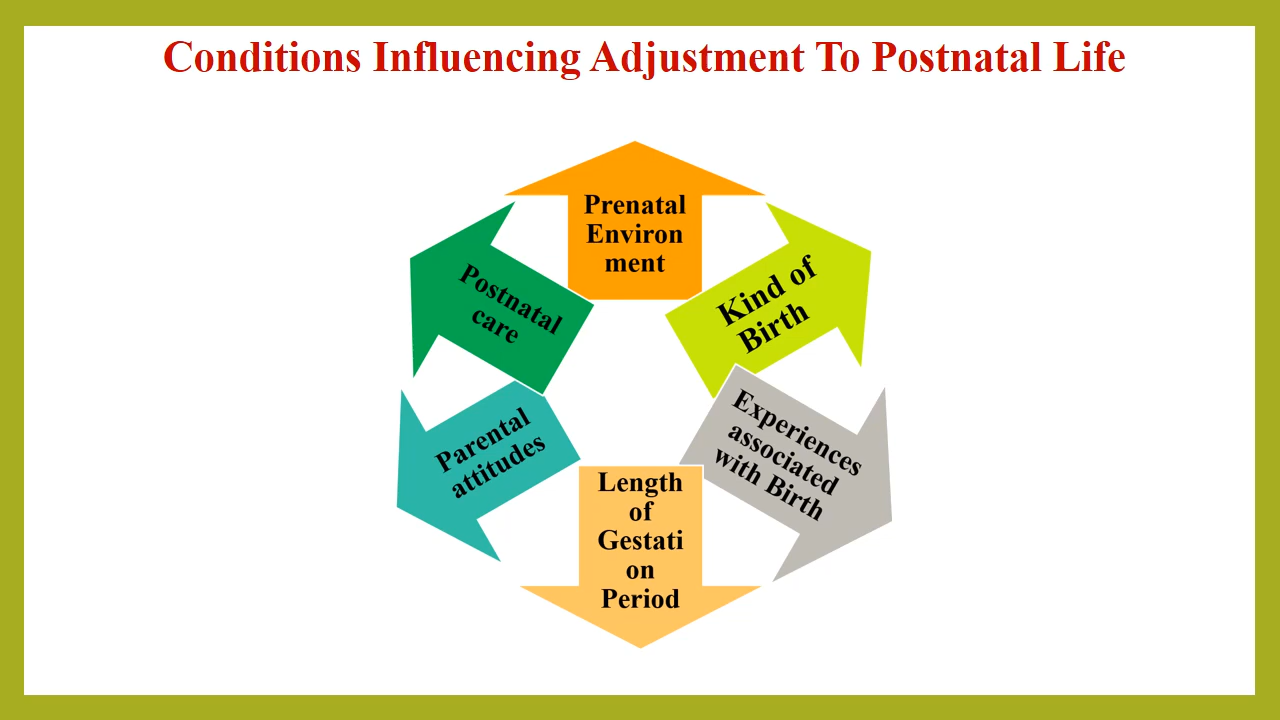 Conditions Influencing Adjustment To Postnatal Life
Prenatal
Environ
ment
Kind of
Birth
Experiences
associated
with Birth
Length
of
Gestati
on
Period
Parental
attitudes
Postnatal
care